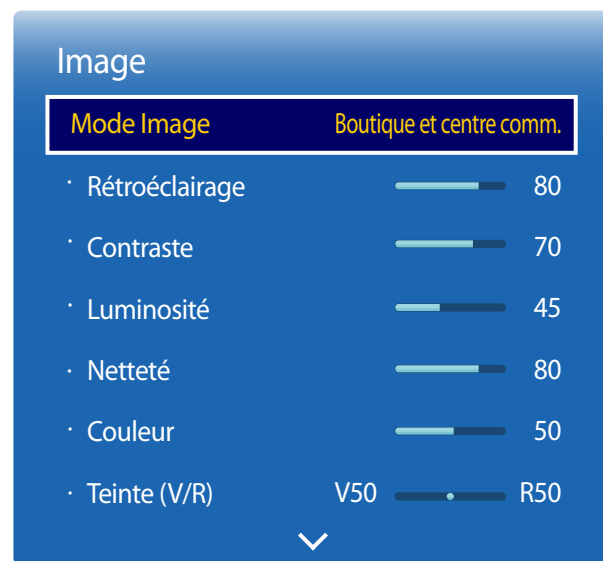 Image
Mode Image Boutique et centre comm.
· Rétroéclairage 80
· Contraste 70
· Luminosité 45
· Netteté 80
· Couleur 50
· Teinte (V/R) V50 R50